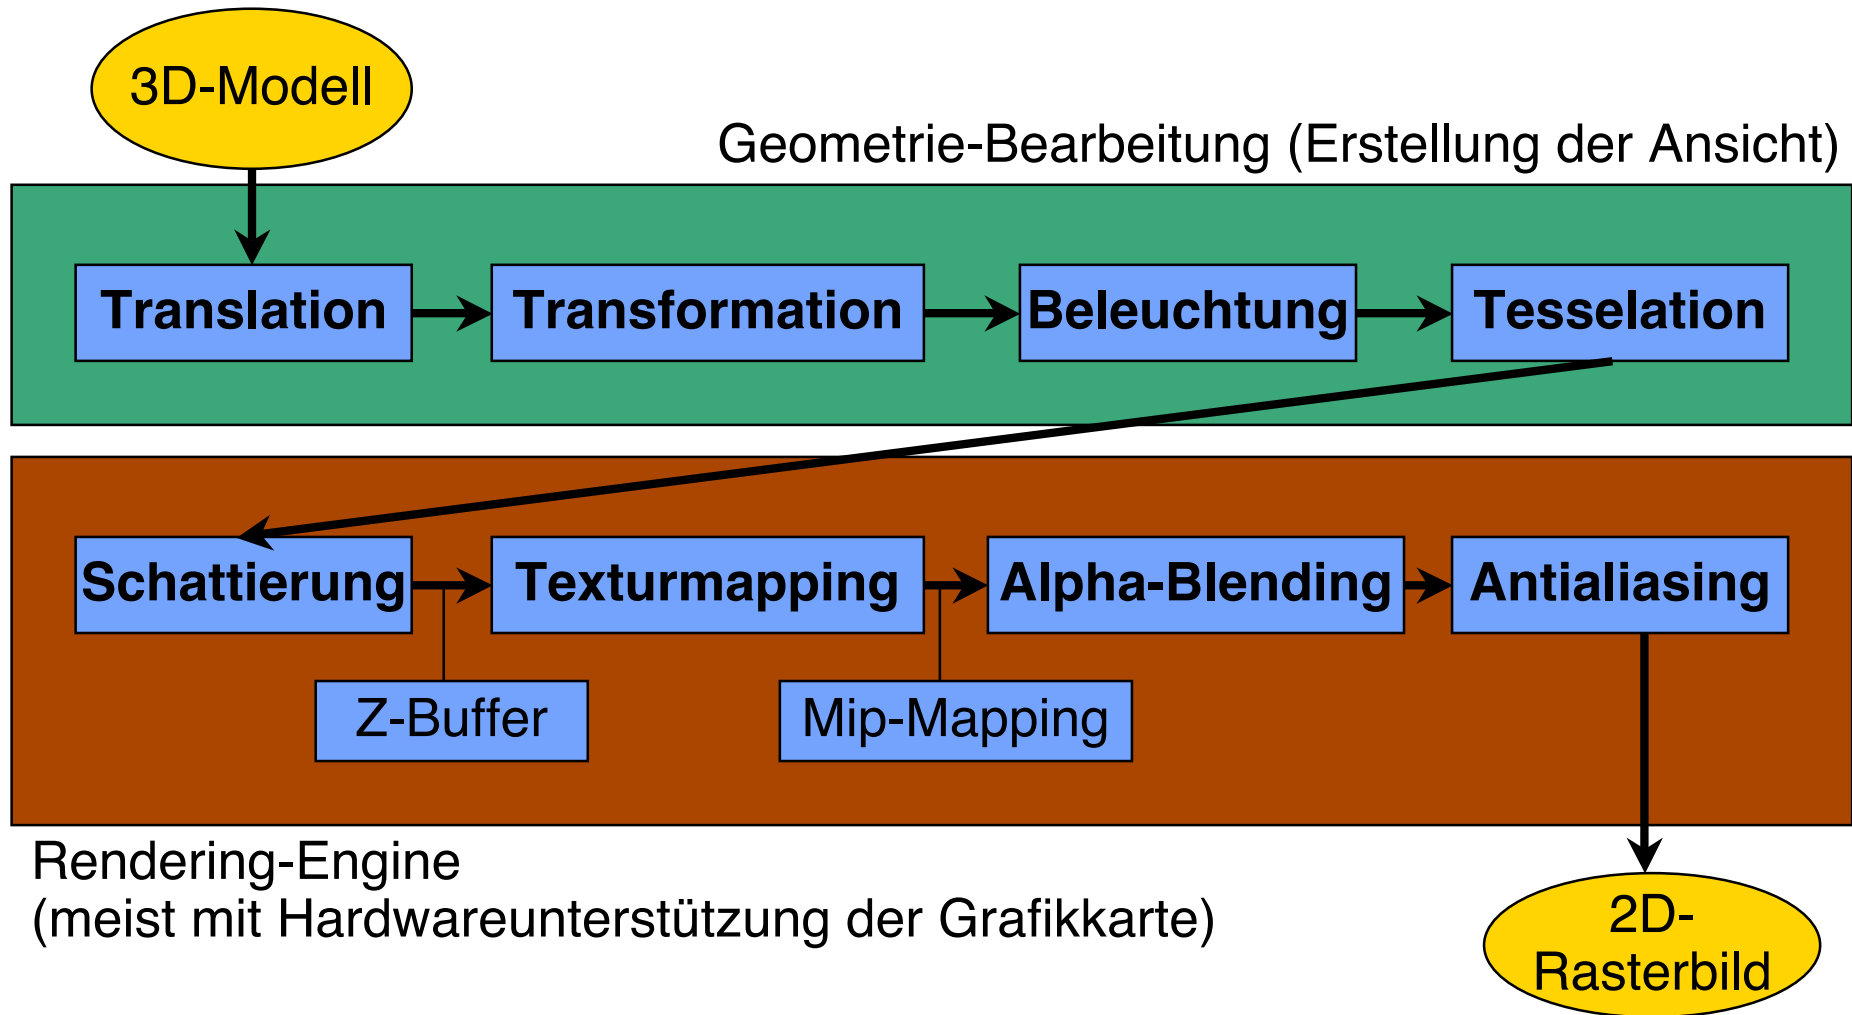 3D-Modell
Geometrie-Bearbeitung (Erstellung der Ansicht)
Translation
Transformation
Beleuchtung
Tesselation
Schattierung
Texturmapping
Alpha-Blending
Antialiasing
Z-Buffer
Mip-Mapping
Rendering-Engine
(meist mit Hardwareunterstützung der Grafikkarte)
2D-
Rasterbild